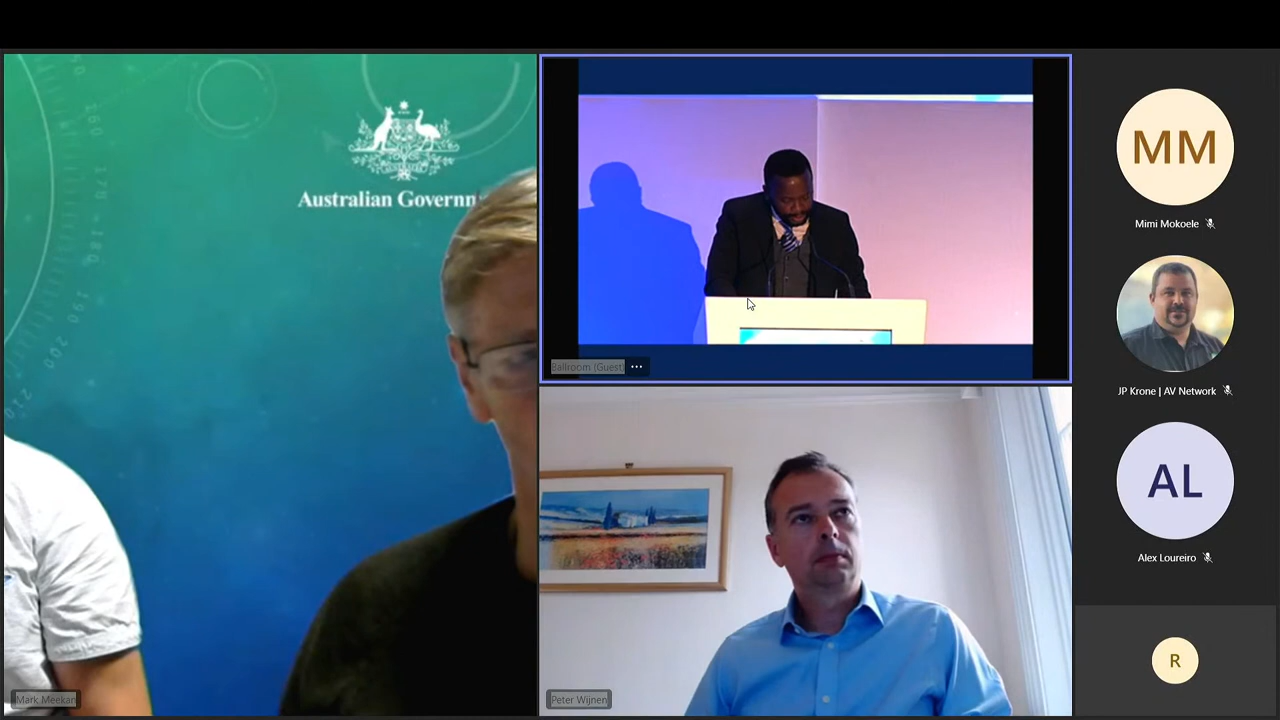 Australian Governm
Mark Meekan
Ballroom (Guest)
Peter Wijnen
MM
Mimi Mokoele
JP Krone | AV Network
AL
Alex Loureiro
R